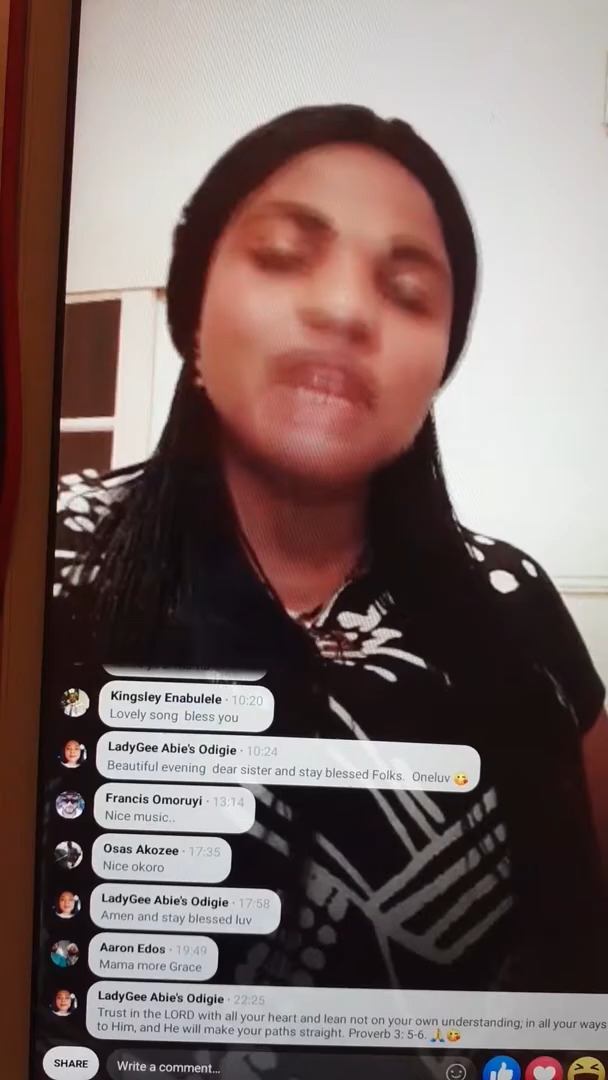 Kingsley Enabulele · 10:20
Lovely song bless you
LadyGee Abie's Odigie · 10:24
Beautiful evening dear sister and stay blessed Folks. Oneluv 😘
Francis Omoruyi · 13:14
Nice music..
Osas Akozee · 17:35
Nice okoro
LadyGee Abie's Odigie · 17:58
Amen and stay blessed luv
Aaron Edos · 19:49
Mama more Grace
LadyGee Abie's Odigie · 22:25
Trust in the LORD with all your heart and lean not on your own understanding; in all your ways
to Him, and He will make your paths straight. Proverb 3: 5-6. 🙏😘
SHARE
Write a comment…